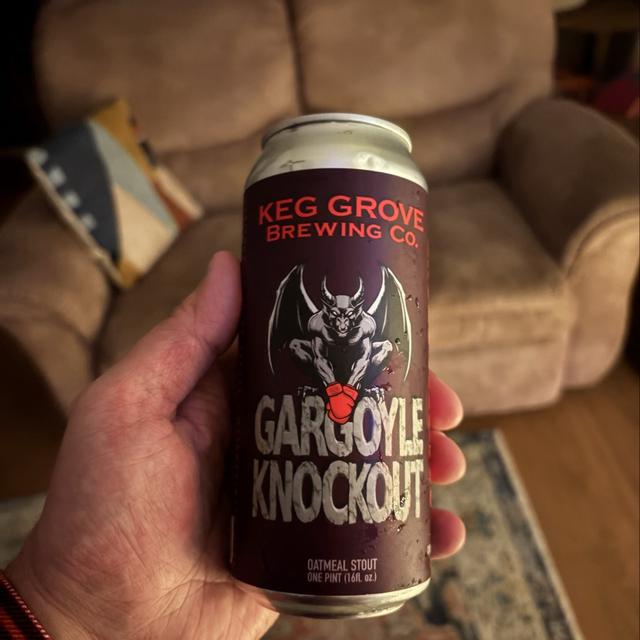 KEG GROVE
BREWING CO.
GARGOYLE
KNOCKOUT
OATMEAL STOUT
ONE PINT (16fl. oz.)